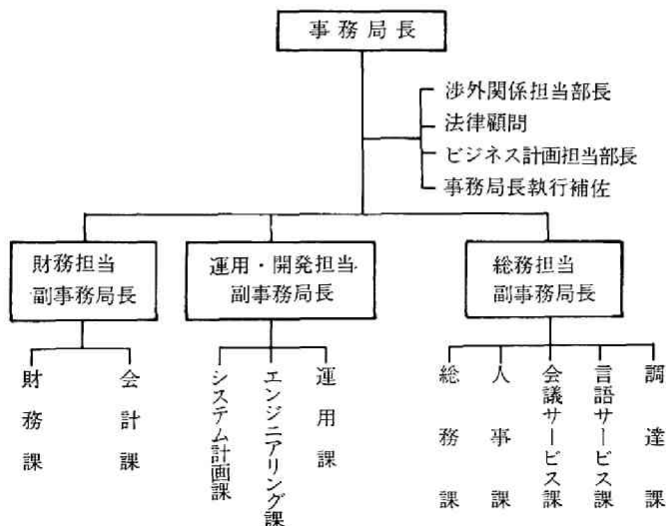 事務局長
渉外関係担当部長
法律顧問
ビジネス計画担当部長
事務局長執行補佐
財務担当
副事務局長
運用・開発担当
副事務局長
総務担当
副事務局長
財務課
会計課
システム計画課
エンジニアリング課
運用課
総務課
人事課
会議サービス課
言語サービス課
調達課